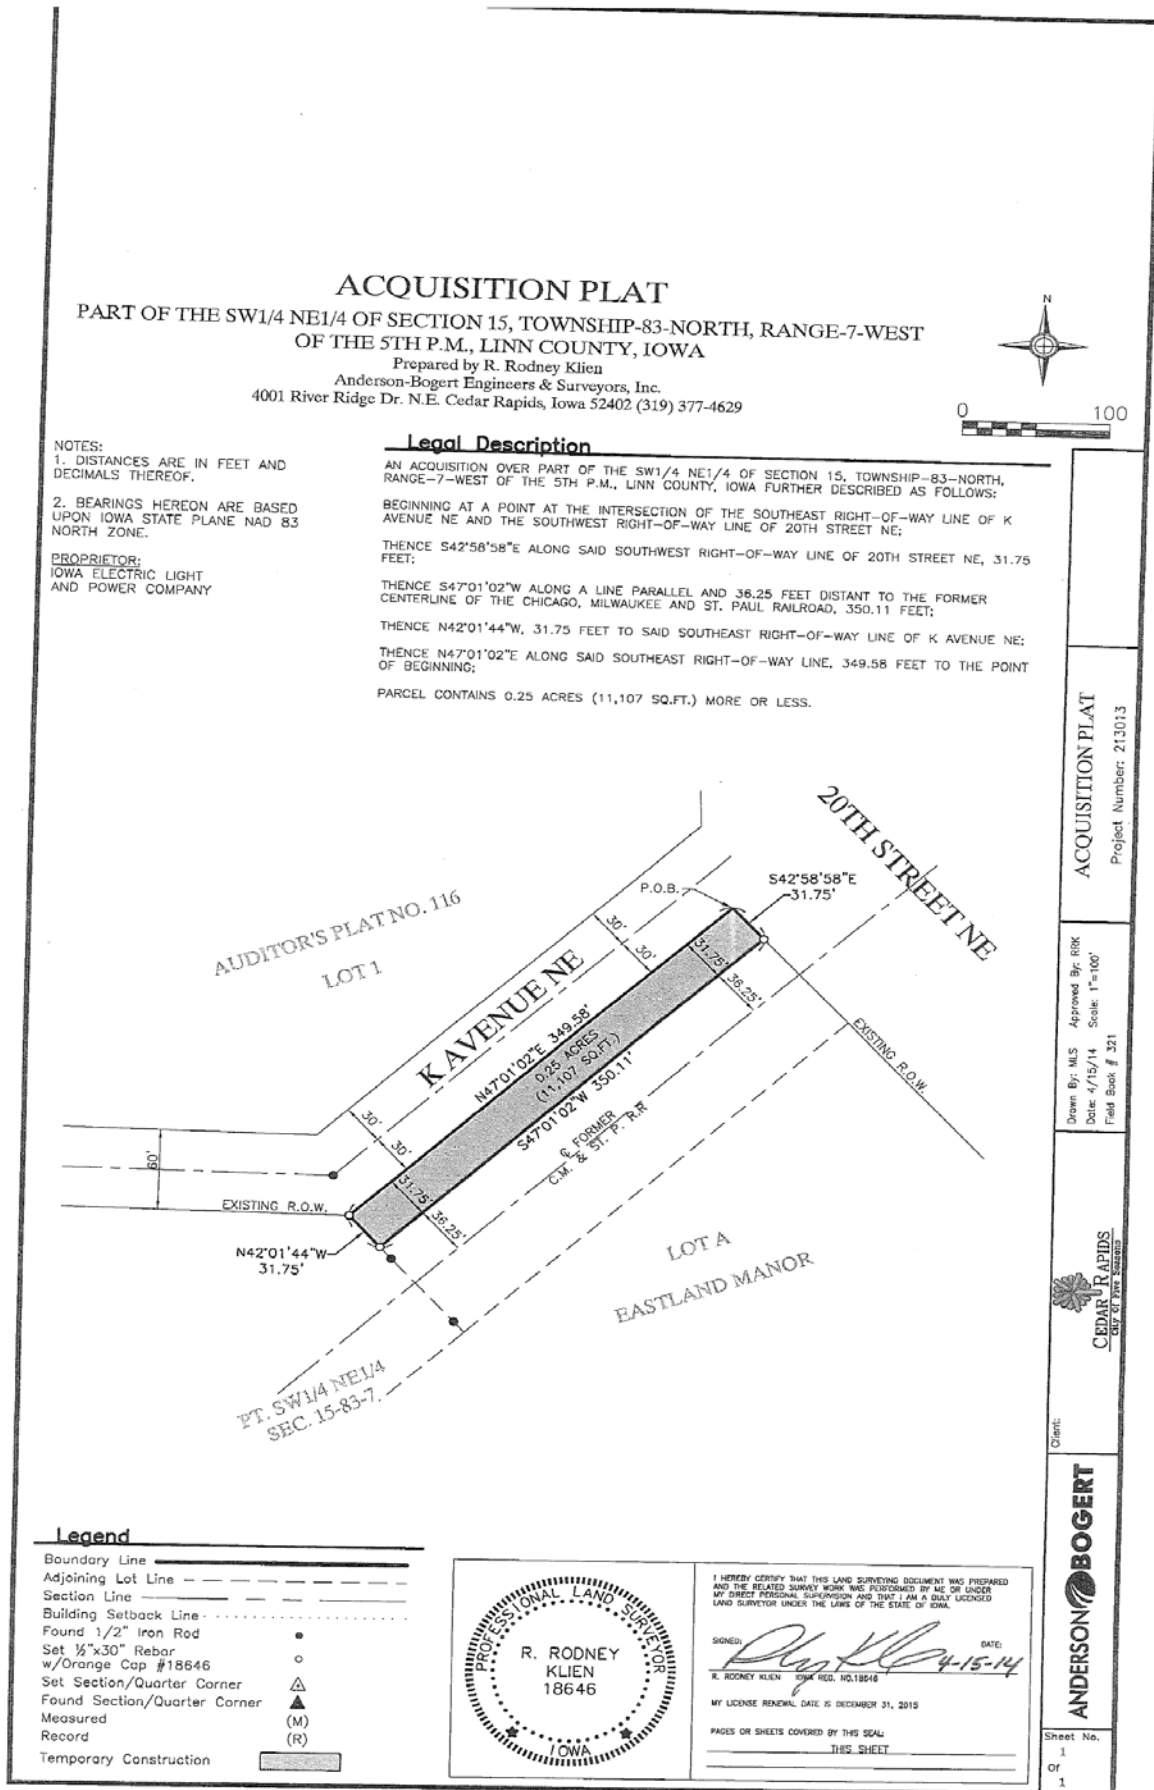 ACQUISITION PLAT
PART OF THE SW1/4 NE1/4 OF SECTION 15, TOWNSHIP-83-NORTH, RANGE-7-WEST
OF THE 5TH P.M., LINN COUNTY, IOWA
Prepared by R. Rodney Klien
Anderson-Bogert Engineers & Surveyors, Inc.
4001 River Ridge Dr. N.E. Cedar Rapids, Iowa 52402 (319) 377-4629
N
0 100
NOTES:
1. DISTANCES ARE IN FEET AND
DECIMALS THEREOF.
2. BEARINGS HEREON ARE BASED
UPON IOWA STATE PLANE NAD 83
NORTH ZONE.
PROPRIETOR:
IOWA ELECTRIC LIGHT
AND POWER COMPANY
Legal Description
AN ACQUISITION OVER PART OF THE SW1/4 NE1/4 OF SECTION 15, TOWNSHIP-83-NORTH,
RANGE-7-WEST OF THE 5TH P.M., LINN COUNTY, IOWA FURTHER DESCRIBED AS FOLLOWS:
BEGINNING AT A POINT AT THE INTERSECTION OF THE SOUTHEAST RIGHT-OF-WAY LINE OF K
AVENUE NE AND THE SOUTHWEST RIGHT-OF-WAY LINE OF 20TH STREET NE;
THENCE S42°58'58"E ALONG SAID SOUTHWEST RIGHT-OF-WAY LINE OF 20TH STREET NE, 31.75
FEET;
THENCE S47°01'02"W ALONG A LINE PARALLEL AND 36.25 FEET DISTANT TO THE FORMER
CENTERLINE OF THE CHICAGO, MILWAUKEE AND ST. PAUL RAILROAD, 350.11 FEET;
THENCE N42°01'44"W, 31.75 FEET TO SAID SOUTHEAST RIGHT-OF-WAY LINE OF K AVENUE NE;
THENCE N47°01'02"E ALONG SAID SOUTHEAST RIGHT-OF-WAY LINE, 349.58 FEET TO THE POINT
OF BEGINNING;
PARCEL CONTAINS 0.25 ACRES (11,107 SQ.FT.) MORE OR LESS.
20TH STREET NE
P.O.B.
S42°58'58"E
31.75'
AUDITOR'S PLAT NO. 116
LOT 1
30'
30'
31.75'
36.25'
K AVENUE NE
N47°01'02"E 349.58'
0.25 ACRES
(11,107 SQ.FT.)
S47°01'02"W 350.11'
℄ FORMER
C.M. & ST. P. R.R
EXISTING R.O.W.
30'
30'
60'
31.75'
36.25'
EXISTING R.O.W.
N42°01'44"W
31.75'
LOT A
EASTLAND MANOR
PT. SW1/4 NE1/4
SEC. 15-83-7.
Legend
Boundary Line
Adjoining Lot Line
Section Line
Building Setback Line
Found 1/2" Iron Rod
Set ½"x30" Rebar
w/Orange Cap #18646
Set Section/Quarter Corner
Found Section/Quarter Corner
Measured (M)
Record (R)
Temporary Construction
PROFESSIONAL LAND SURVEYOR
R. RODNEY
KLIEN
18646
IOWA
I HEREBY CERTIFY THAT THIS LAND SURVEYING DOCUMENT WAS PREPARED
AND THE RELATED SURVEY WORK WAS PERFORMED BY ME OR UNDER
MY DIRECT PERSONAL SUPERVISION AND THAT I AM A DULY LICENSED
LAND SURVEYOR UNDER THE LAWS OF THE STATE OF IOWA.
SIGNED: DATE:
4-15-14
R. RODNEY KLIEN IOWA REG. NO.18646
MY LICENSE RENEWAL DATE IS DECEMBER 31, 2015
PAGES OR SHEETS COVERED BY THIS SEAL:
THIS SHEET
ACQUISITION PLAT
Project Number: 213013
Drawn By: MLS Approved By: RRK
Date: 4/15/14 Scale: 1"=100'
Field Book # 321
CEDAR RAPIDS
City Of Five Seasons
Client:
ANDERSON BOGERT
Sheet No.
1
Of
1